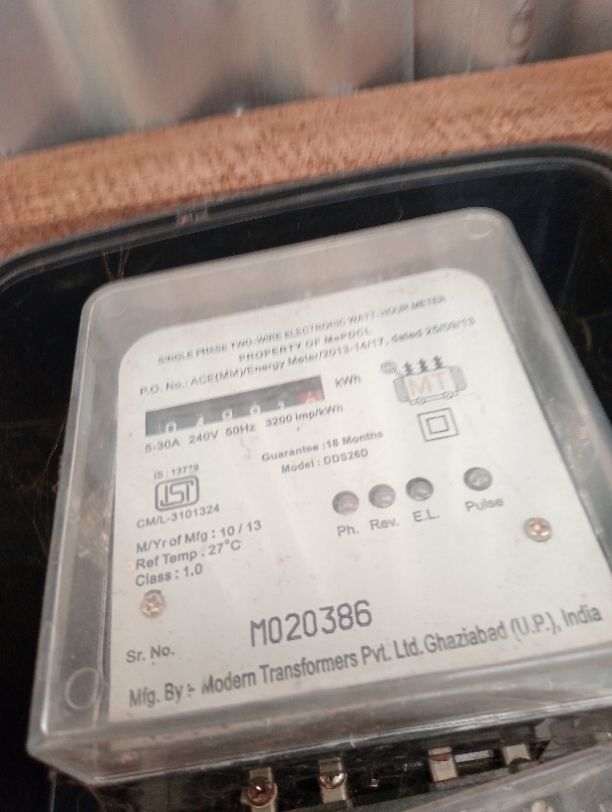 SINGLE PHASE TWO-WIRE ELECTRONIC WATT-HOUR METER
PROPERTY OF MePDCL
P.O. No.: ACE(MM)/Energy Meter/2013-14/17, dated 25/09/13
kWh
MT
5-30A 240V 50Hz 3200 Imp/kWh
Guarantee :18 Months
Model : DDS26D
IS : 13779
ISI
CM/L-3101324
M/Yr of Mfg : 10 / 13
Ref Temp : 27°C
Class : 1.0
Ph. Rev. E.L. Pulse
Sr. No. M020386
Mfg. By :- Modern Transformers Pvt. Ltd. Ghaziabad (U.P.), India